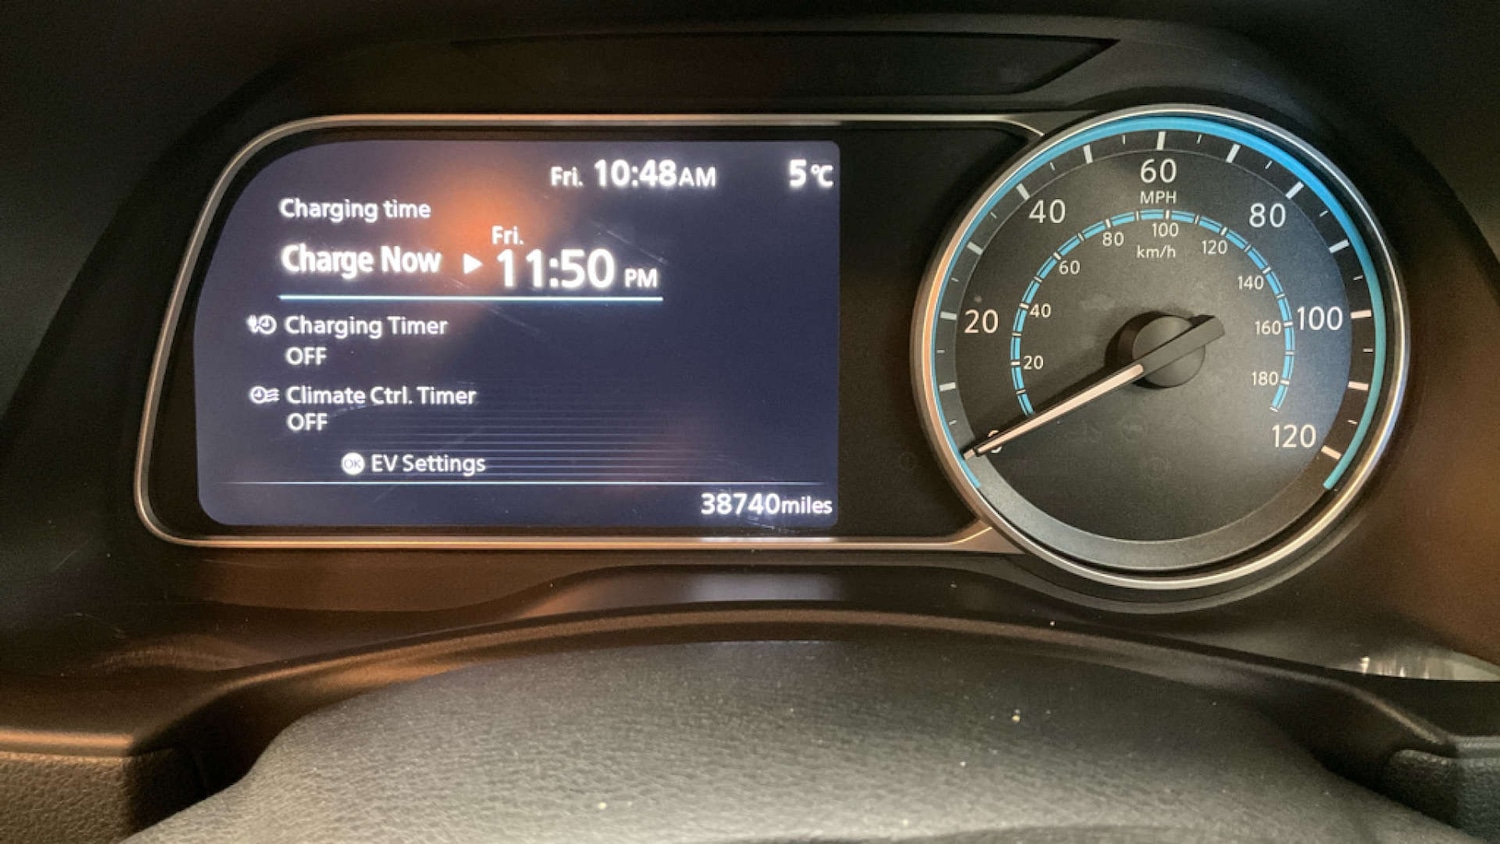 Fri. 10:48AM 5℃
Charging time
Fri.
Charge Now ▶ 11:50 PM
Charging Timer
OFF
Climate Ctrl. Timer
OFF
OK EV Settings
38740miles
60
MPH
40 80
100
80 120
km/h
60 140
20 40 160 100
20 180
0 120